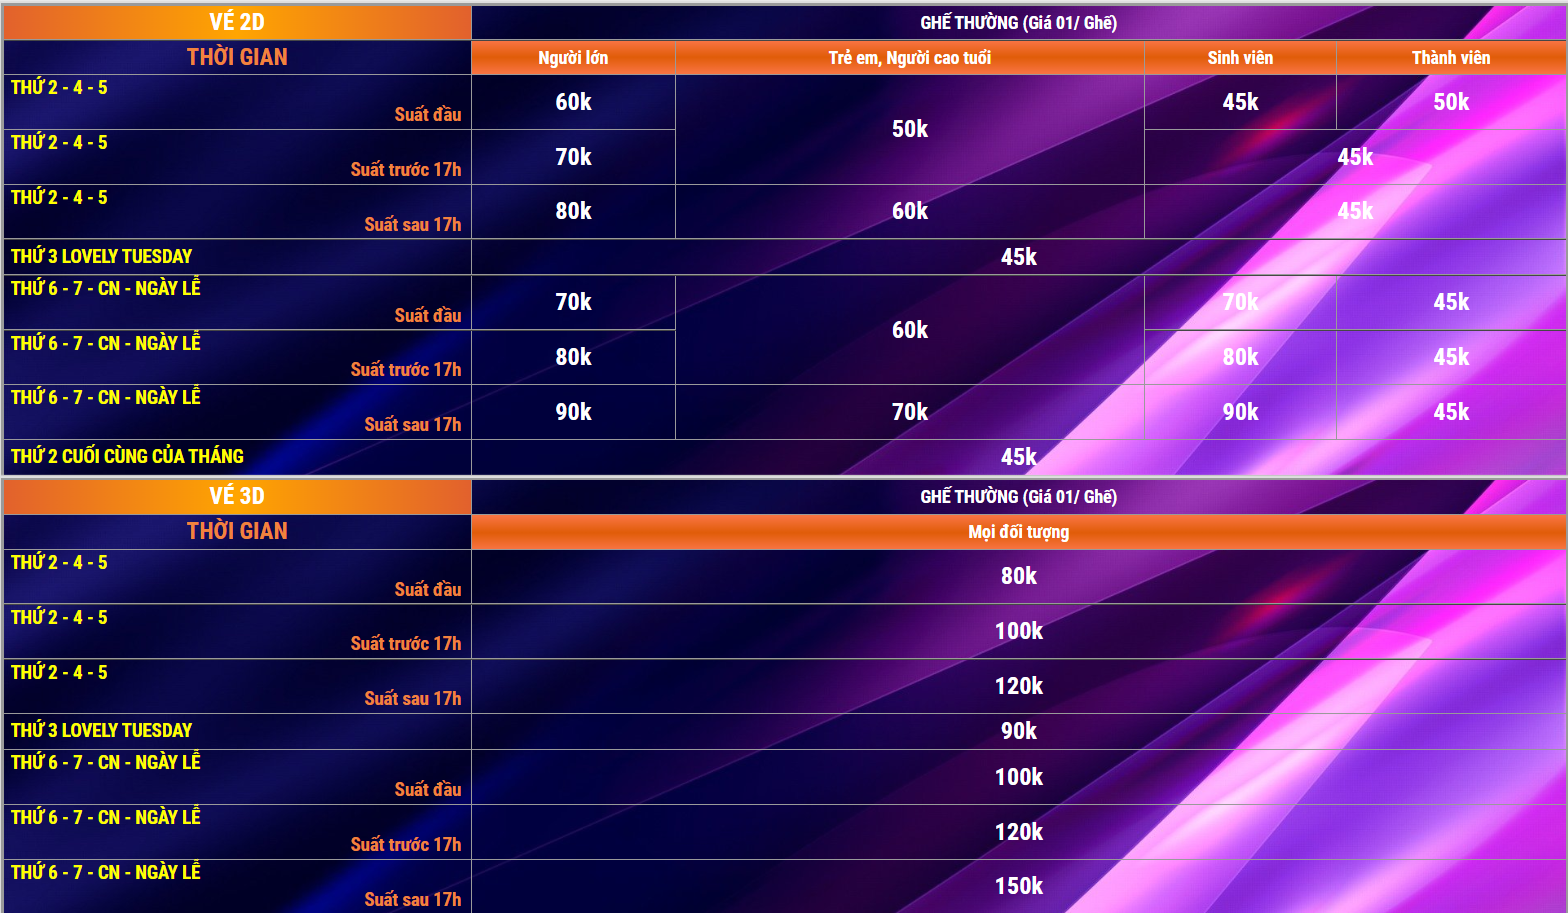 VÉ 2D GHẾ THƯỜNG (Giá 01/ Ghế)
THỜI GIAN Người lớn Trẻ em, Người cao tuổi Sinh viên Thành viên
THỨ 2 - 4 - 5
Suất đầu
60k 50k 45k 50k
THỨ 2 - 4 - 5
Suất trước 17h
70k 45k
THỨ 2 - 4 - 5
Suất sau 17h
80k 60k 45k
THỨ 3 LOVELY TUESDAY 45k
THỨ 6 - 7 - CN - NGÀY LỄ
Suất đầu
70k 60k 70k 45k
THỨ 6 - 7 - CN - NGÀY LỄ
Suất trước 17h
80k 80k 45k
THỨ 6 - 7 - CN - NGÀY LỄ
Suất sau 17h
90k 70k 90k 45k
THỨ 2 CUỐI CÙNG CỦA THÁNG 45k
VÉ 3D GHẾ THƯỜNG (Giá 01/ Ghế)
THỜI GIAN Mọi đối tượng
THỨ 2 - 4 - 5
Suất đầu
80k
THỨ 2 - 4 - 5
Suất trước 17h
100k
THỨ 2 - 4 - 5
Suất sau 17h
120k
THỨ 3 LOVELY TUESDAY 90k
THỨ 6 - 7 - CN - NGÀY LỄ
Suất đầu
100k
THỨ 6 - 7 - CN - NGÀY LỄ
Suất trước 17h
120k
THỨ 6 - 7 - CN - NGÀY LỄ
Suất sau 17h
150k